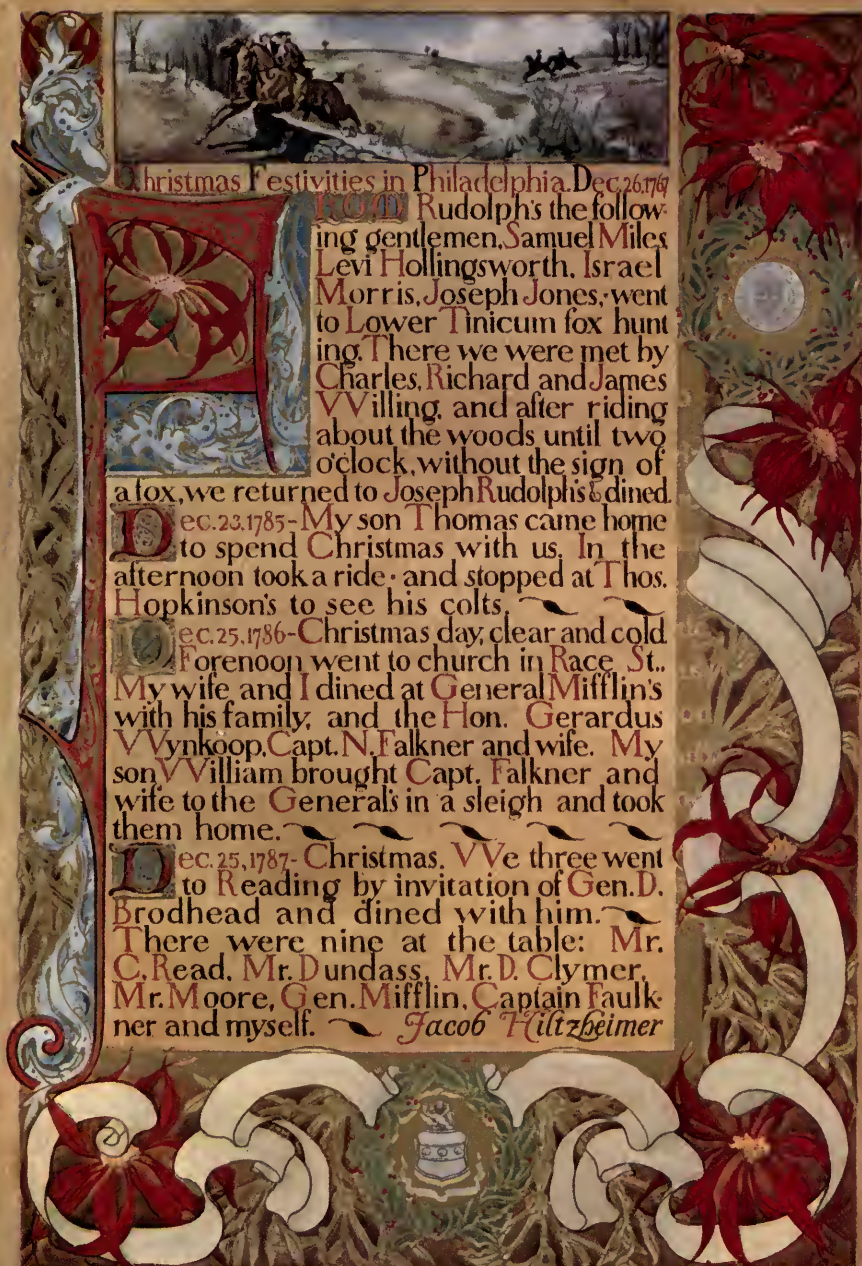 Christmas Festivities in Philadelphia. Dec. 26, 1767
FROM Rudolph's the follow-
ing gentlemen, Samuel Miles
Levi Hollingsworth, Israel
Morris, Joseph Jones, went
to Lower Tinicum fox hunt
ing. There we were met by
Charles, Richard and James
Willing, and after riding
about the woods until two
o'clock, without the sign of
a fox, we returned to Joseph Rudolph's & dined.
Dec. 23, 1785 - My son Thomas came home
to spend Christmas with us. In the
afternoon took a ride · and stopped at Thos.
Hopkinson's to see his colts.
Dec. 25, 1786 - Christmas day, clear and cold
Forenoon went to church in Race St..
My wife and I dined at General Mifflin's
with his family, and the Hon. Gerardus
Wynkoop, Capt. N. Falkner and wife. My
son William brought Capt. Falkner and
wife to the General's in a sleigh and took
them home.
Dec. 25, 1787 - Christmas. We three went
to Reading by invitation of Gen. D.
Brodhead and dined with him.
There were nine at the table: Mr.
C. Read, Mr. Dundass, Mr. D. Clymer,
Mr. Moore, Gen. Mifflin, Captain Faulk-
ner and myself. Jacob Hiltzheimer